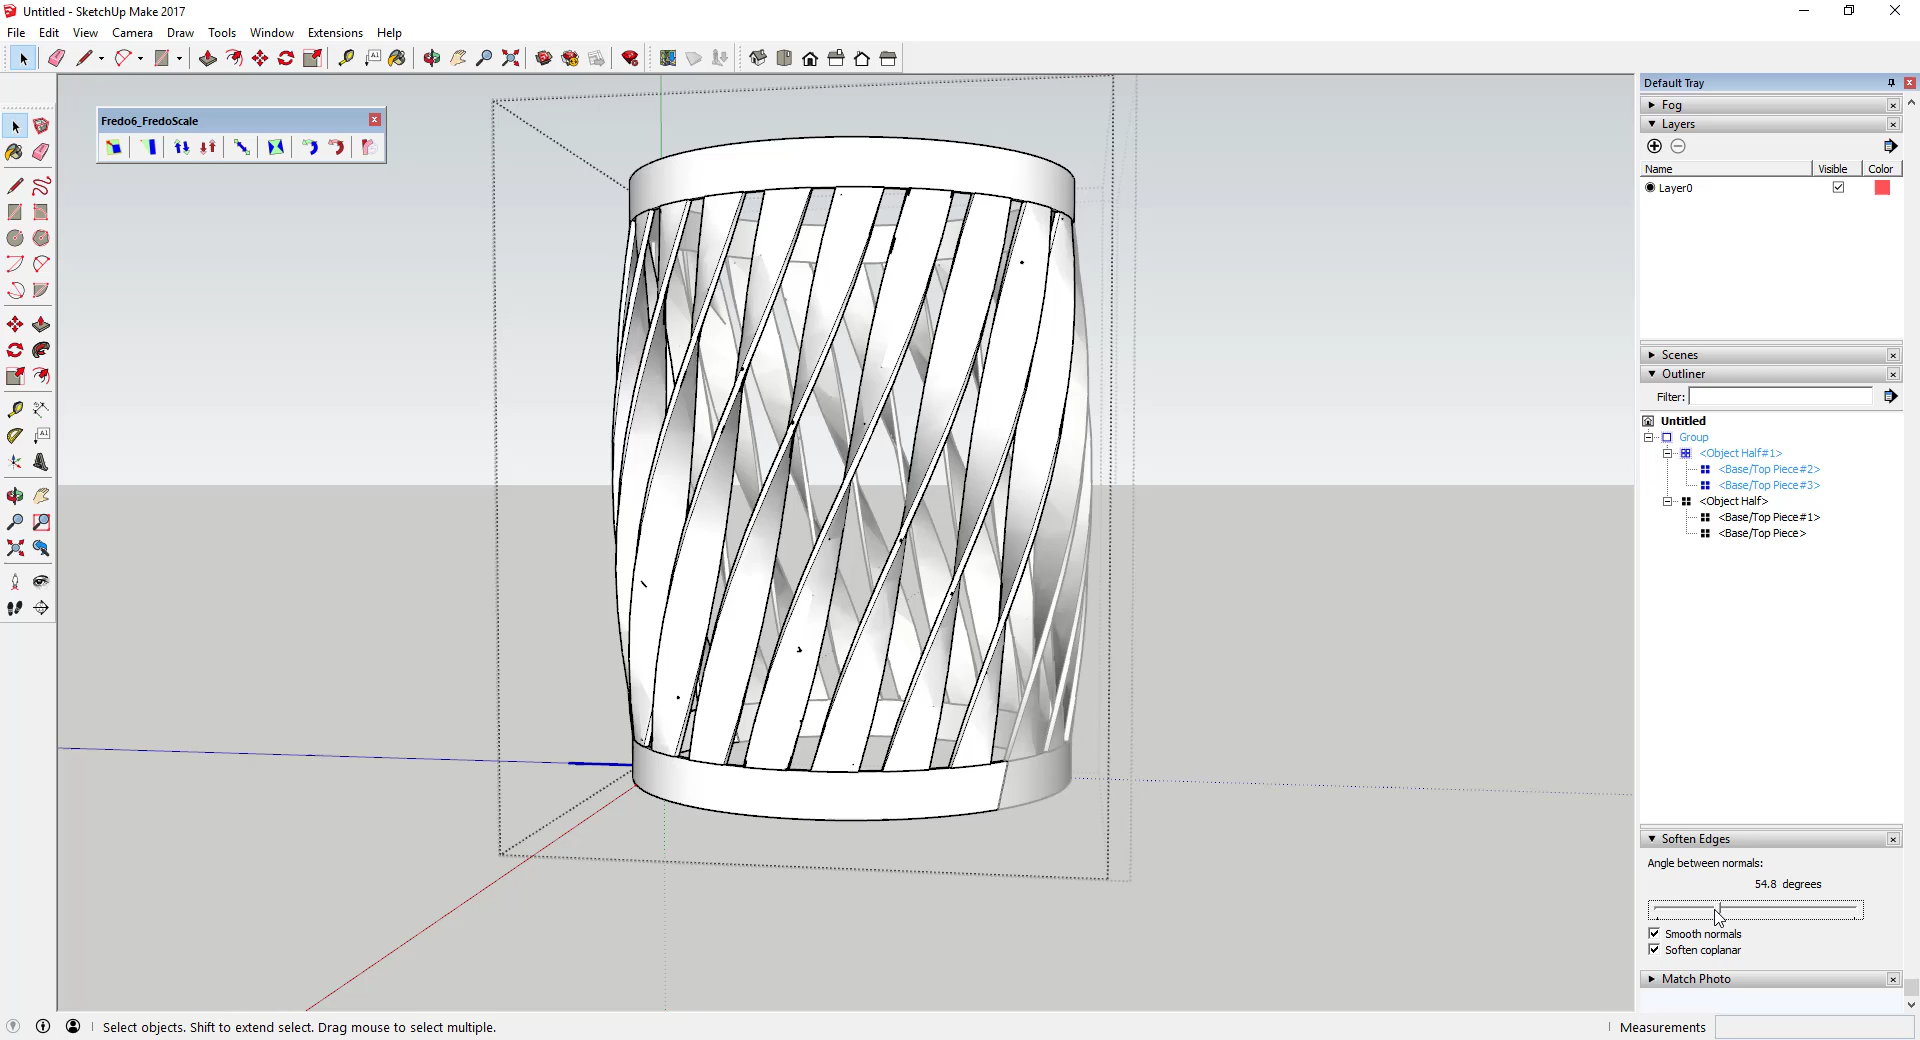 Untitled - SketchUp Make 2017
File Edit View Camera Draw Tools Window Extensions Help
A1
Default Tray
Fredo6_FredoScale
Fog
Layers
Name Visible Color
Layer0
Scenes
Outliner
Filter:
Untitled
Group
<Object Half#1>
<Base/Top Piece#2>
<Base/Top Piece#3>
<Object Half>
<Base/Top Piece#1>
<Base/Top Piece>
A1
Soften Edges
Angle between normals:
54.8 degrees
Smooth normals
Soften coplanar
Match Photo
Select objects. Shift to extend select. Drag mouse to select multiple.
Measurements